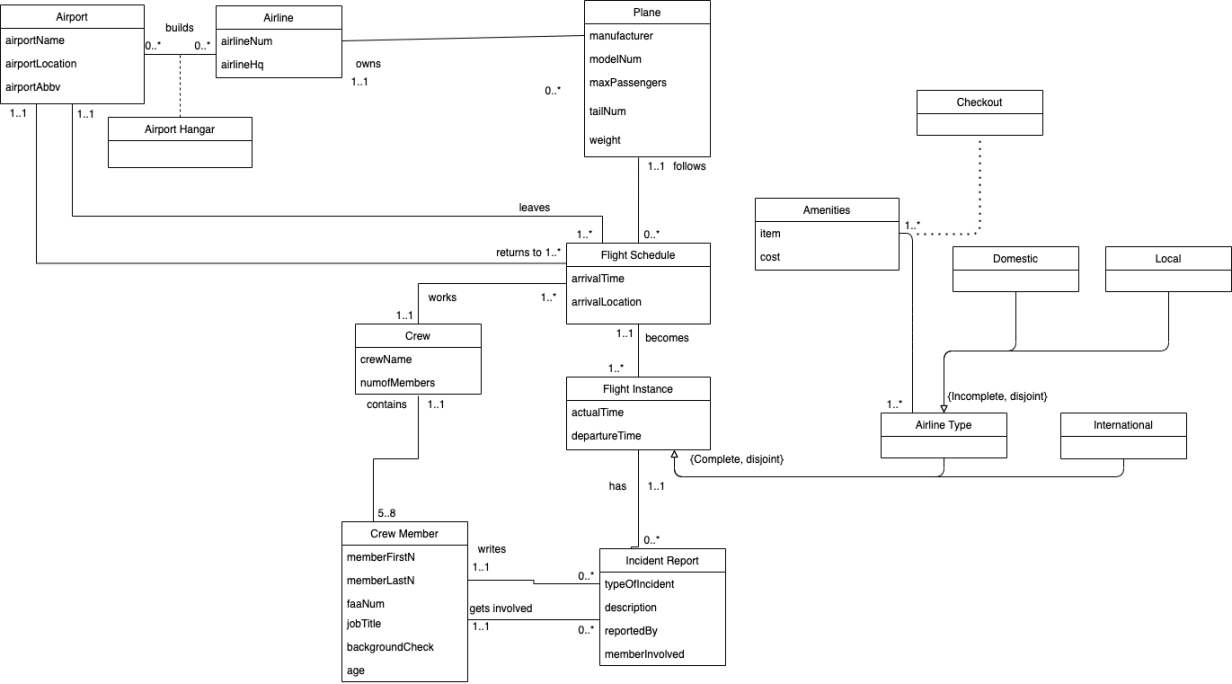 Airport
airportName
airportLocation
airportAbbv
builds
0..*
0..*
Airline
airlineNum
airlineHq
owns
1..1
0..*
Plane
manufacturer
modelNum
maxPassengers
tailNum
weight
1..1
1..1
Airport Hangar
1..1 follows
Checkout
leaves
1..*
0..*
returns to 1..*
Flight Schedule
arrivalTime
arrivalLocation
Amenities
item
cost
1..*
Domestic
Local
works
1..*
1..1
Crew
crewName
numofMembers
1..1
becomes
1..*
Flight Instance
actualTime
departureTime
contains
1..1
1..*
{Incomplete, disjoint}
Airline Type
International
{Complete, disjoint}
has
1..1
5..8
Crew Member
memberFirstN
memberLastN
faaNum
jobTitle
backgroundCheck
age
writes
1..1
0..*
0..*
gets involved
1..1
0..*
Incident Report
typeOfIncident
description
reportedBy
memberInvolved